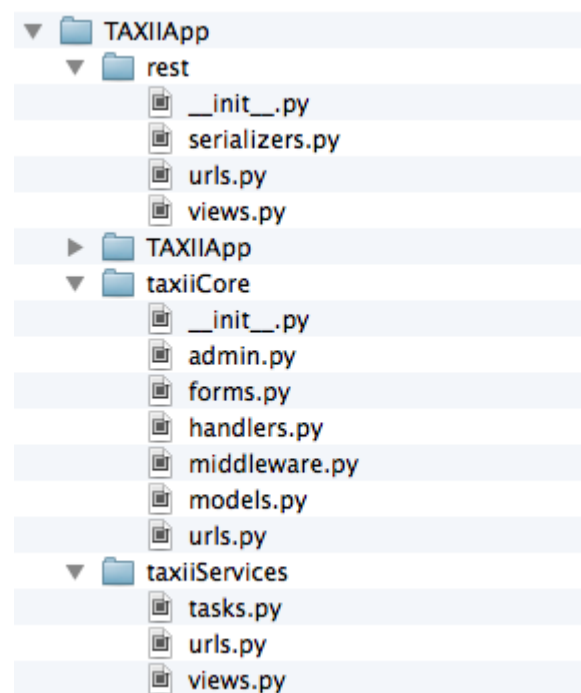 TAXIIApp
rest
__init__.py
serializers.py
urls.py
views.py
TAXIIApp
taxiiCore
__init__.py
admin.py
forms.py
handlers.py
middleware.py
models.py
urls.py
taxiiServices
tasks.py
urls.py
views.py